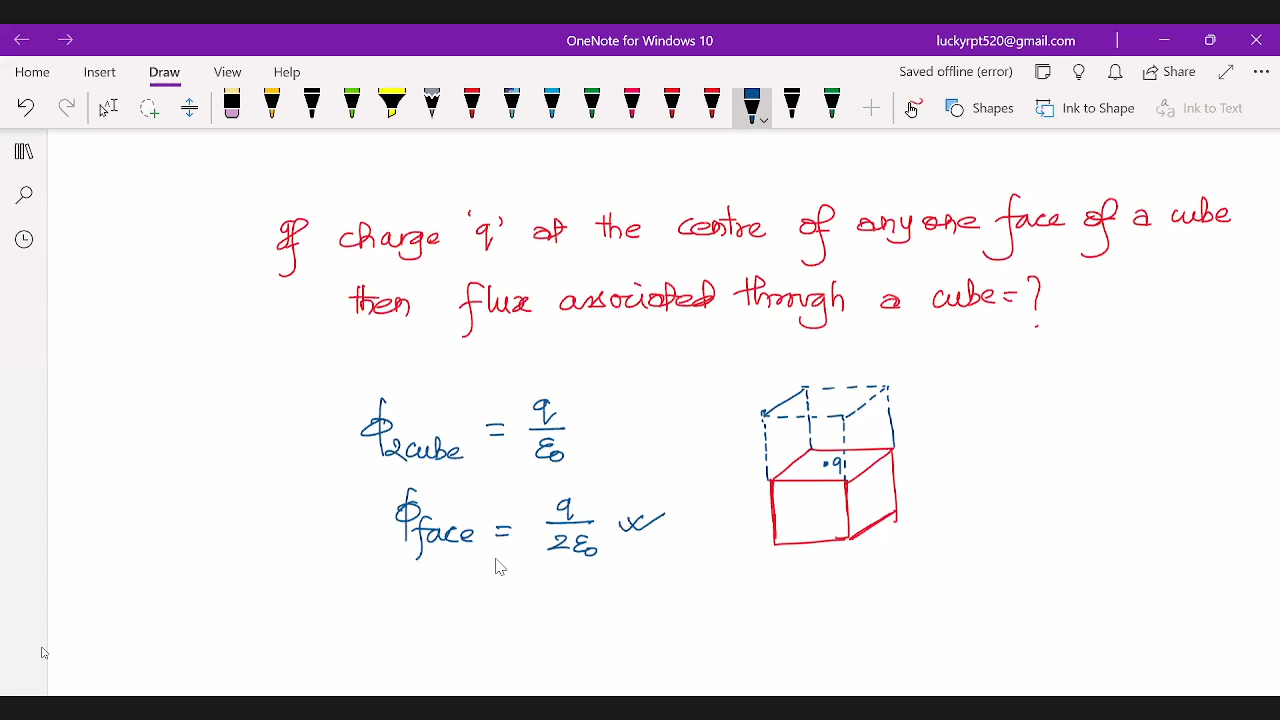 OneNote for Windows 10
luckyrpt520@gmail.com
Home Insert Draw View Help
Saved offline (error)
Share
Shapes
Ink to Shape
Ink to Text
If charge 'q' at the centre of anyone face of a cube
then flux associated through a cube = ?
ϕ2cube = q/ε0
ϕface = q/2ε0
q